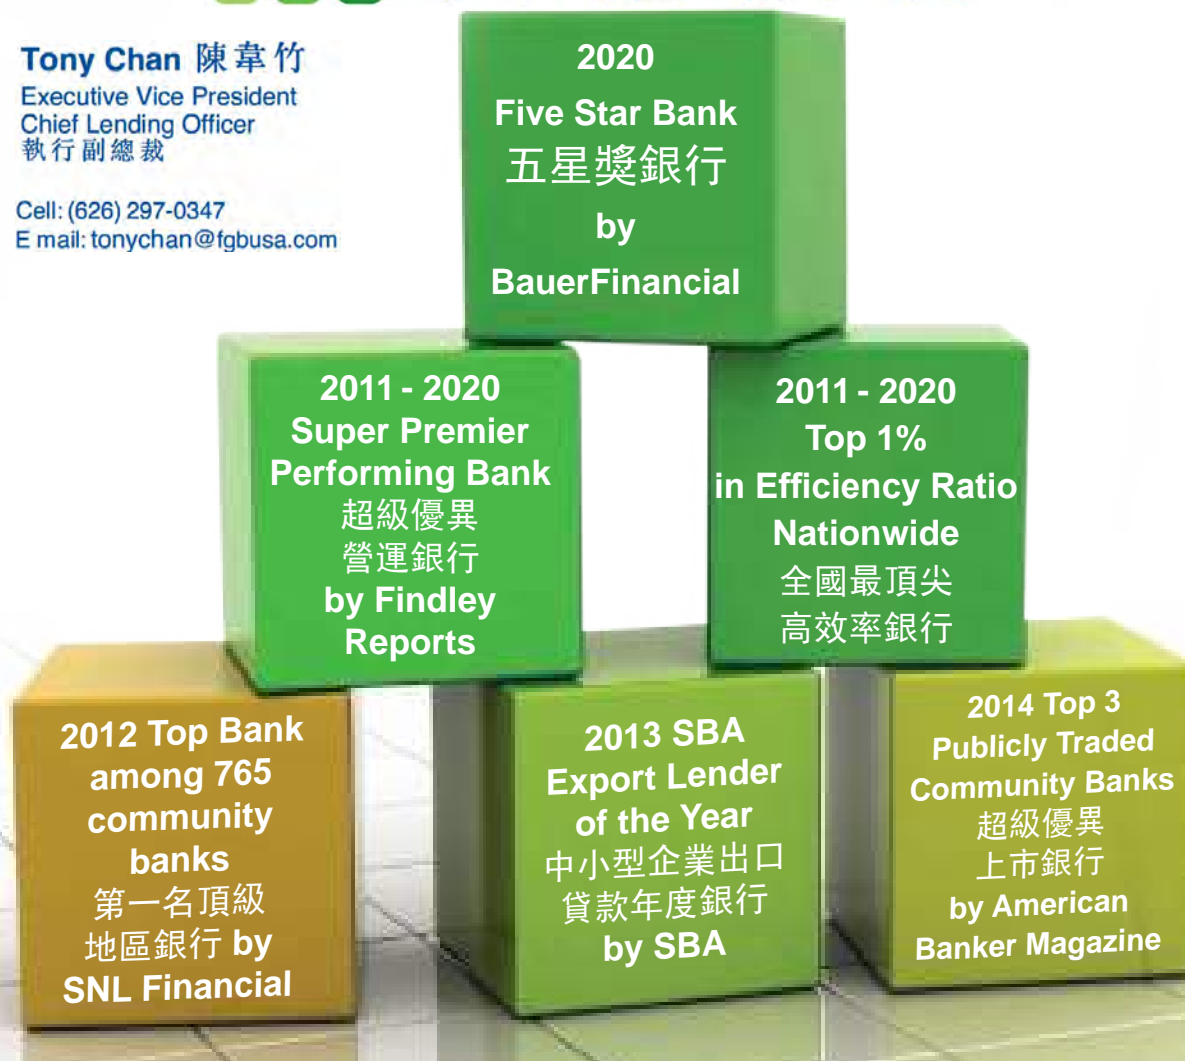 Tony Chan 陳韋竹
Executive Vice President
Chief Lending Officer
執行副總裁
Cell: (626) 297-0347
E mail: tonychan@fgbusa.com
2020
Five Star Bank
五星獎銀行
by
BauerFinancial
2011 - 2020
Super Premier
Performing Bank
超級優異
營運銀行
by Findley
Reports
2011 - 2020
Top 1%
in Efficiency Ratio
Nationwide
全國最頂尖
高效率銀行
2012 Top Bank
among 765
community
banks
第一名頂級
地區銀行 by
SNL Financial
2013 SBA
Export Lender
of the Year
中小型企業出口
貸款年度銀行
by SBA
2014 Top 3
Publicly Traded
Community Banks
超級優異
上市銀行
by American
Banker Magazine